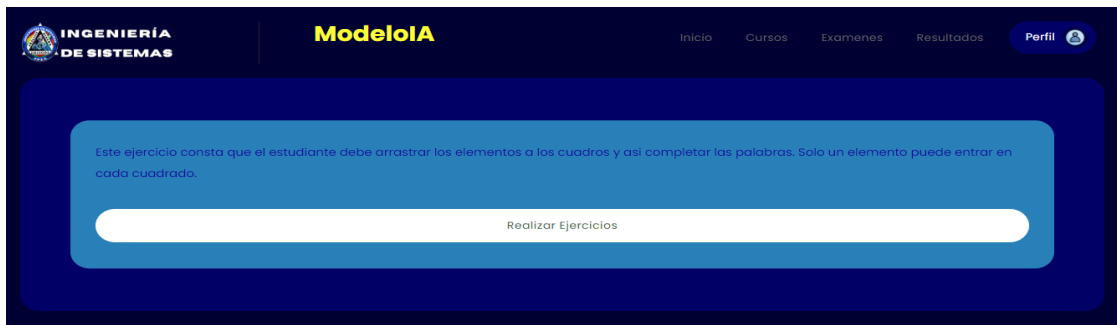 INGENIERÍA
DE SISTEMAS
ModeloIA
Inicio
Cursos
Examenes
Resultados
Perfil
Este ejercicio consta que el estudiante debe arrastrar los elementos a los cuadros y asi completar las palabras. Solo un elemento puede entrar en
cada cuadrado.
Realizar Ejercicios